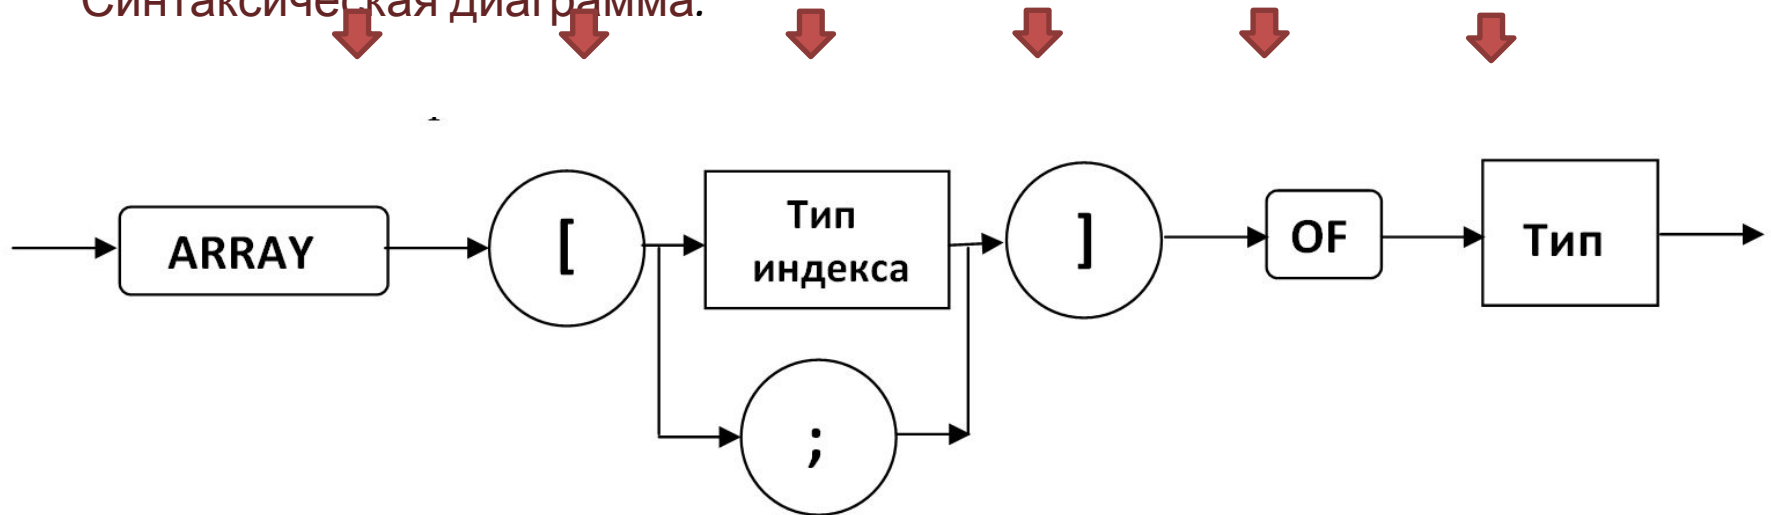 Синтаксическая диаграмма.
ARRAY
[
Тип
индекса
]
OF
Тип
;